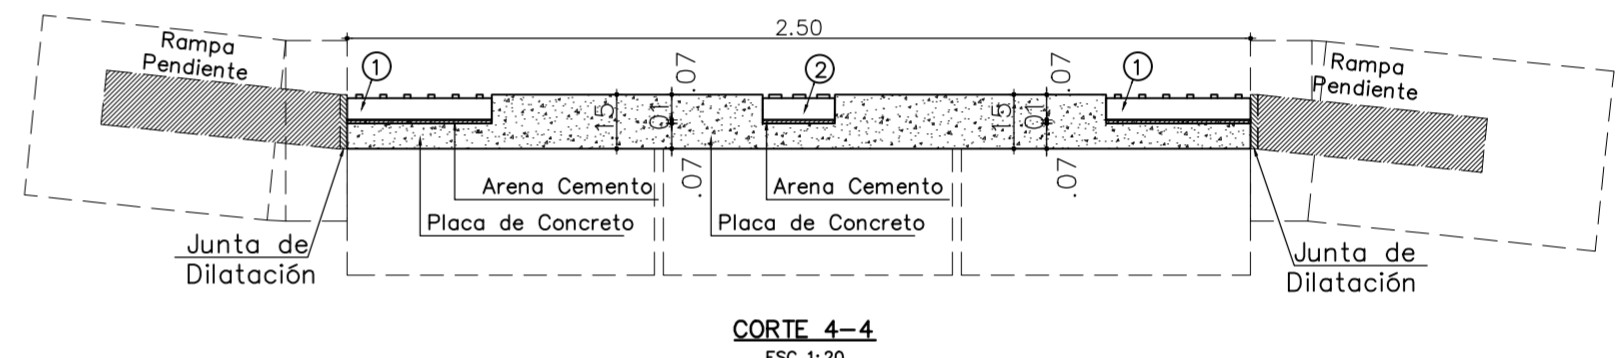 2.50
Rampa
Pendiente
1
.07
2
.07
1
Rampa
Pendiente
.15
.01
.15
.01
.07
.07
Arena Cemento
Arena Cemento
Placa de Concreto
Placa de Concreto
Junta de
Dilatación
Junta de
Dilatación
CORTE 4-4
ESC 1:20